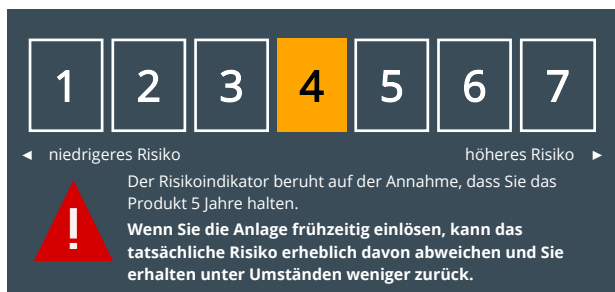 1 2 3 4 5 6 7
◄ niedrigeres Risiko höheres Risiko ►
Der Risikoindikator beruht auf der Annahme, dass Sie das
Produkt 5 Jahre halten.
Wenn Sie die Anlage frühzeitig einlösen, kann das
tatsächliche Risiko erheblich davon abweichen und Sie
erhalten unter Umständen weniger zurück.
!